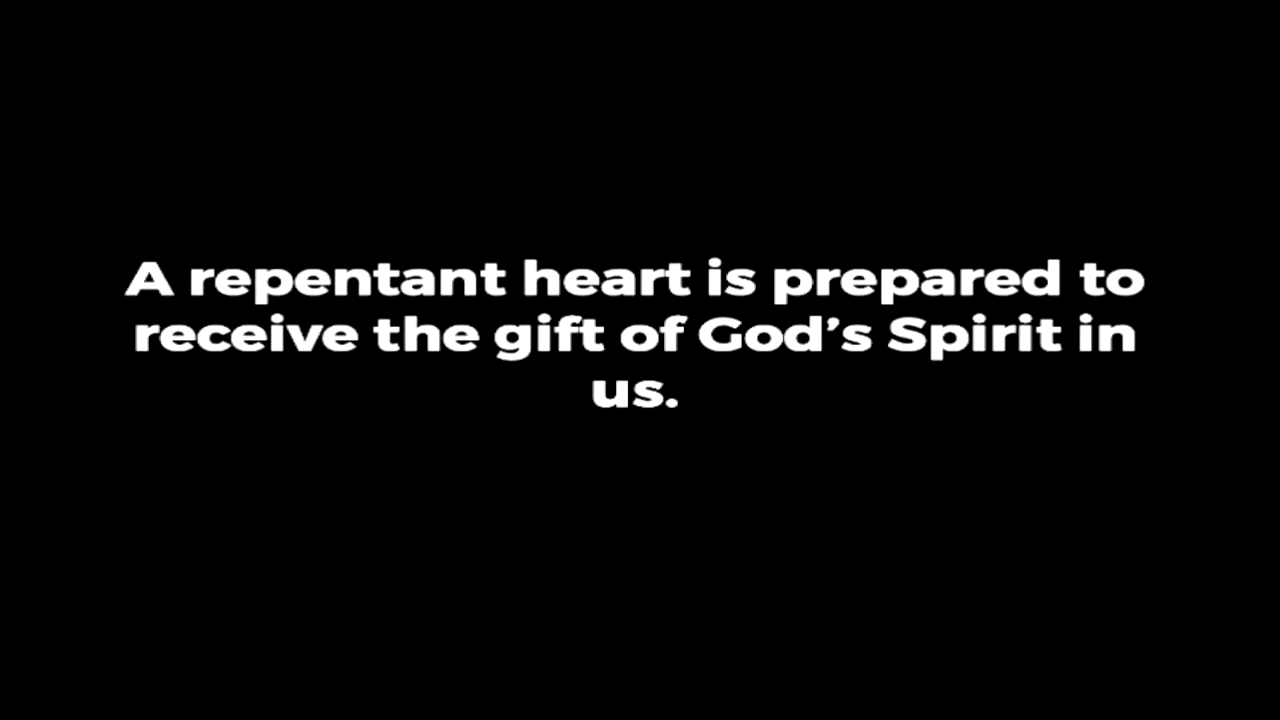 A repentant heart is prepared to
receive the gift of God’s Spirit in
us.